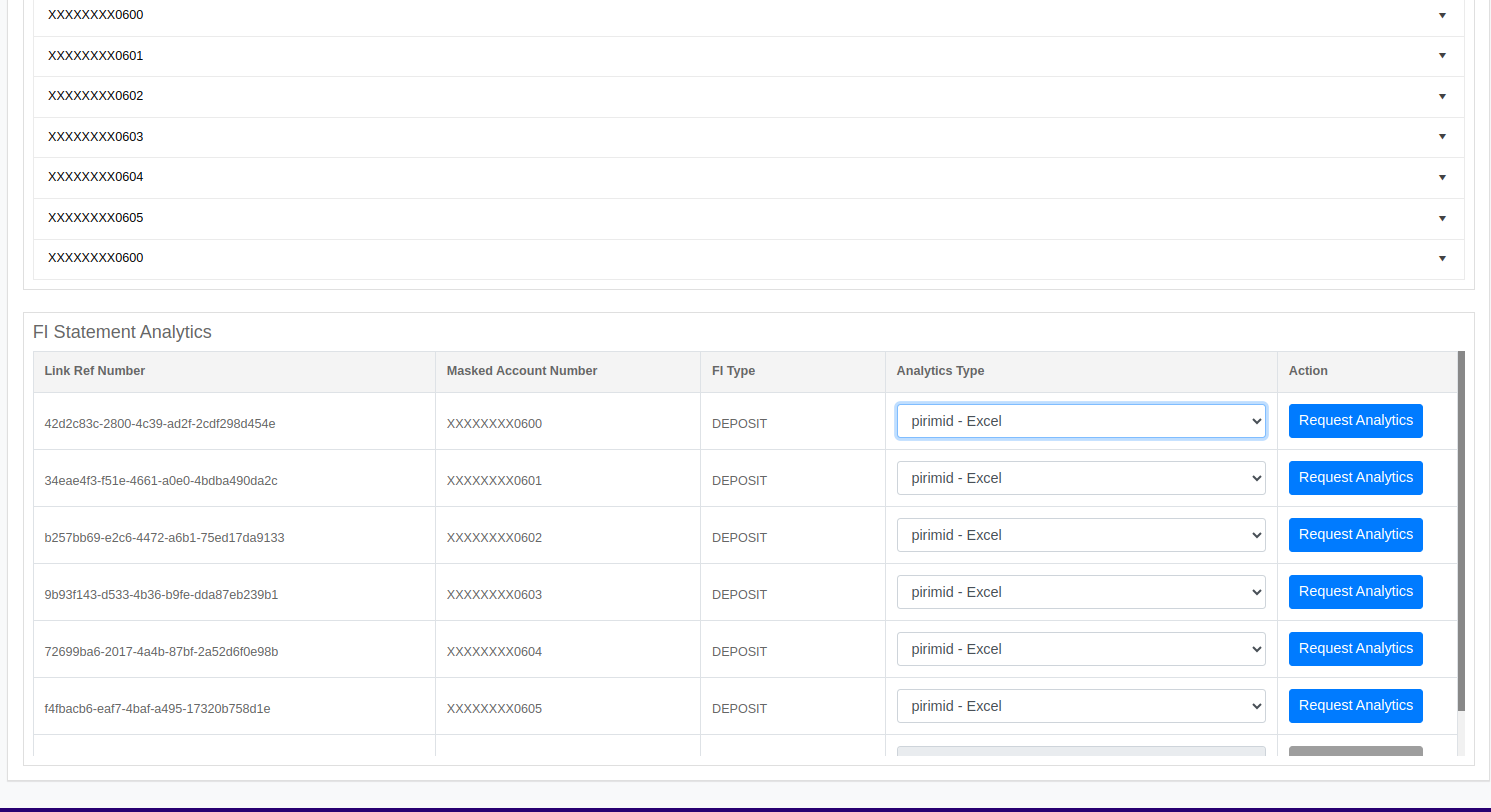 XXXXXXXX0600
XXXXXXXX0601
XXXXXXXX0602
XXXXXXXX0603
XXXXXXXX0604
XXXXXXXX0605
XXXXXXXX0600
FI Statement Analytics
Link Ref Number Masked Account Number FI Type Analytics Type Action
42d2c83c-2800-4c39-ad2f-2cdf298d454e XXXXXXXX0600 DEPOSIT pirimid - Excel Request Analytics
34eae4f3-f51e-4661-a0e0-4bdba490da2c XXXXXXXX0601 DEPOSIT pirimid - Excel Request Analytics
b257bb69-e2c6-4472-a6b1-75ed17da9133 XXXXXXXX0602 DEPOSIT pirimid - Excel Request Analytics
9b93f143-d533-4b36-b9fe-dda87eb239b1 XXXXXXXX0603 DEPOSIT pirimid - Excel Request Analytics
72699ba6-2017-4a4b-87bf-2a52d6f0e98b XXXXXXXX0604 DEPOSIT pirimid - Excel Request Analytics
f4fbacb6-eaf7-4baf-a495-17320b758d1e XXXXXXXX0605 DEPOSIT pirimid - Excel Request Analytics